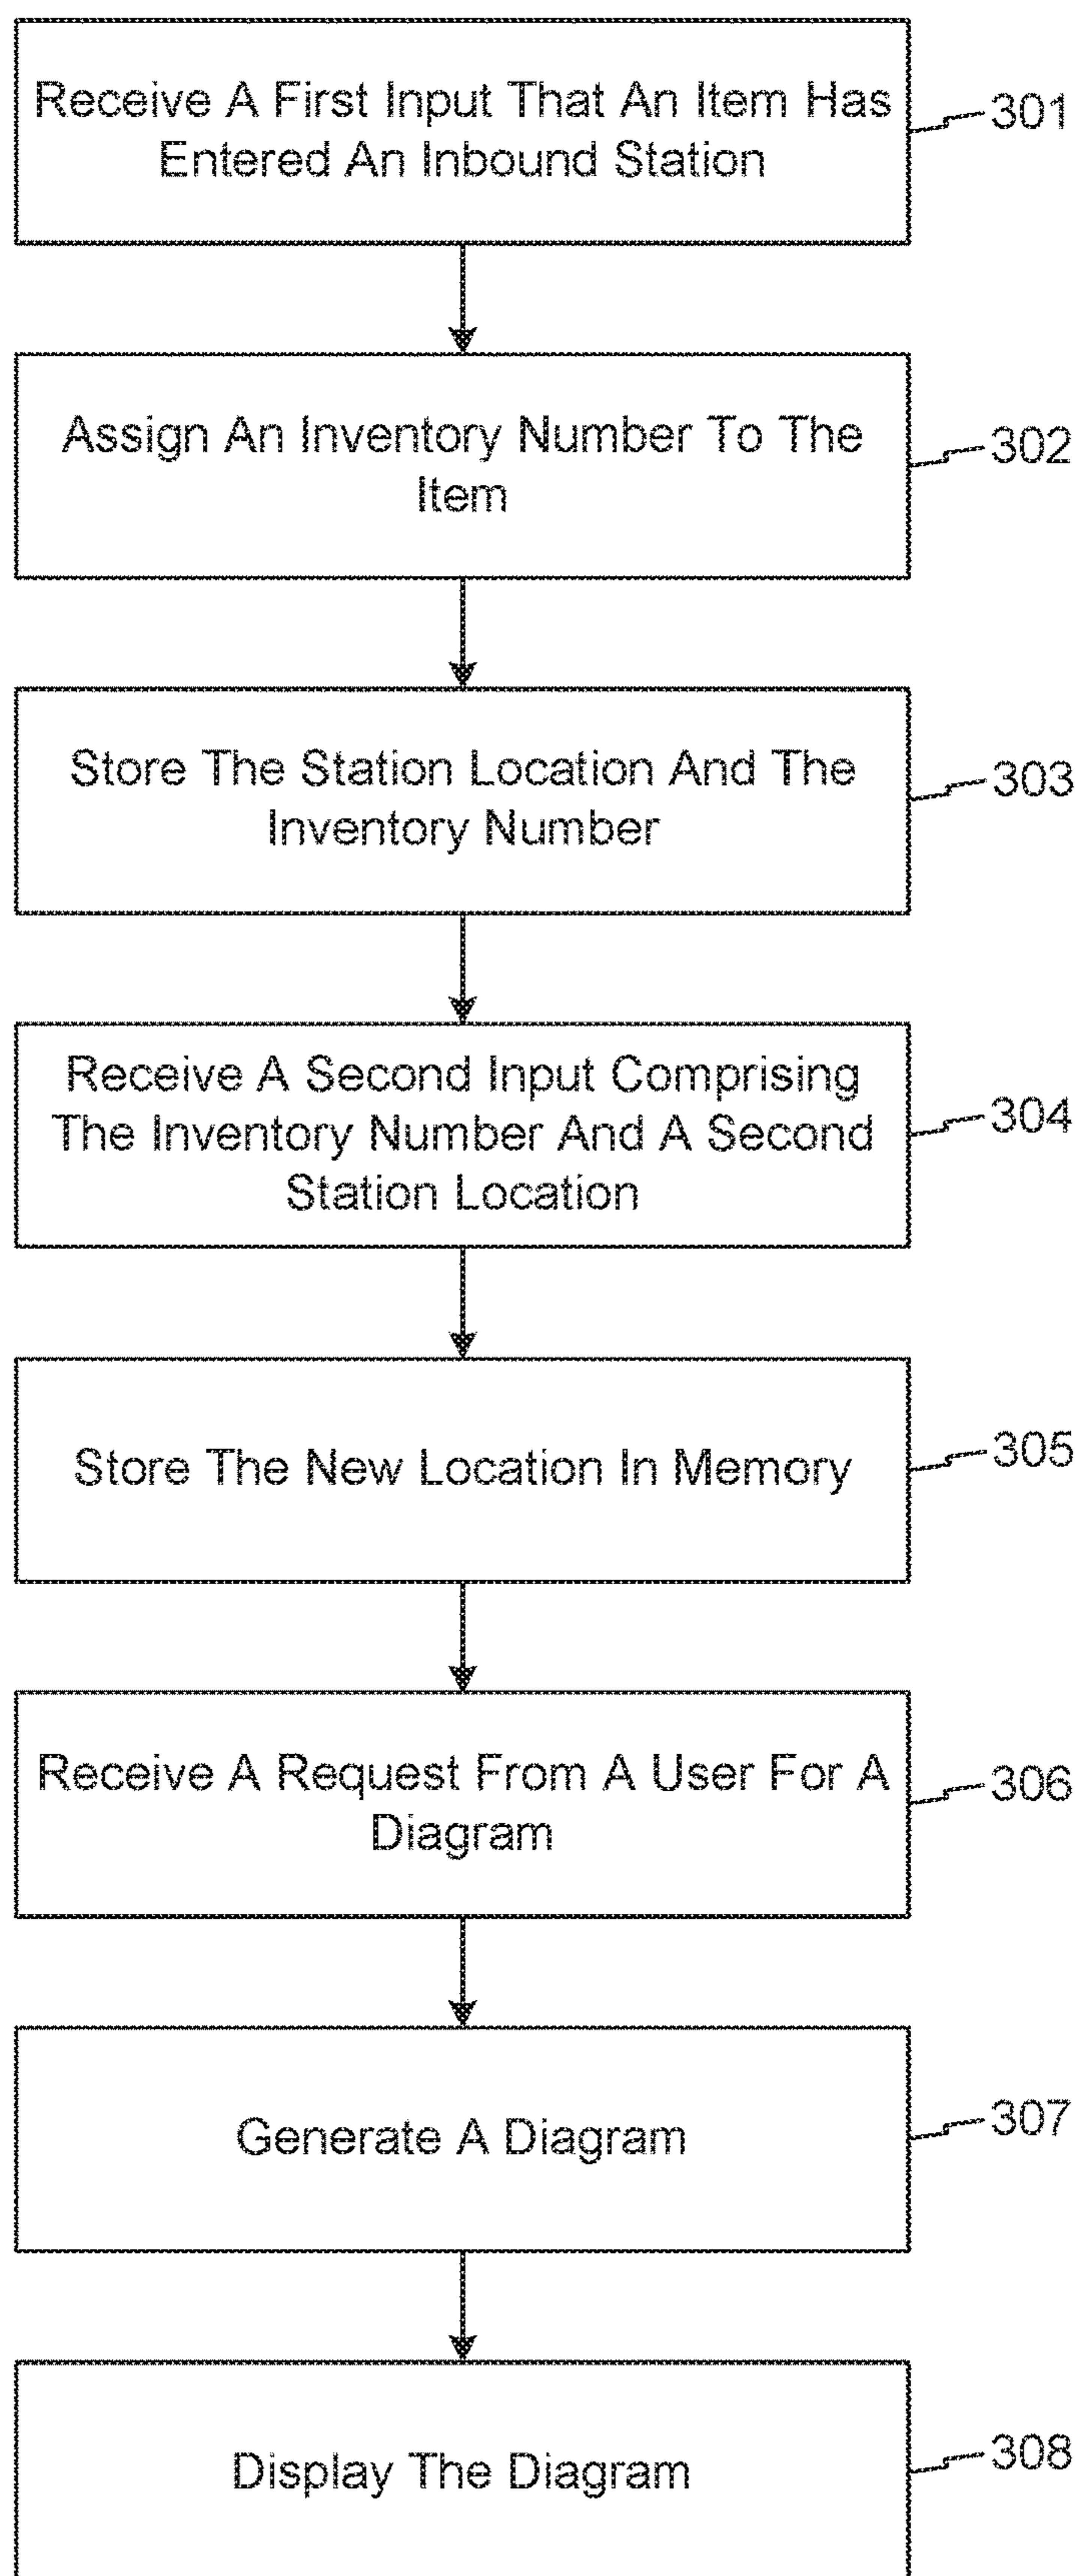 Receive A First Input That An Item Has
Entered An Inbound Station
301
Assign An Inventory Number To The
Item
302
Store The Station Location And The
Inventory Number
303
Receive A Second Input Comprising
The Inventory Number And A Second
Station Location
304
Store The New Location In Memory
305
Receive A Request From A User For A
Diagram
306
Generate A Diagram
307
Display The Diagram
308